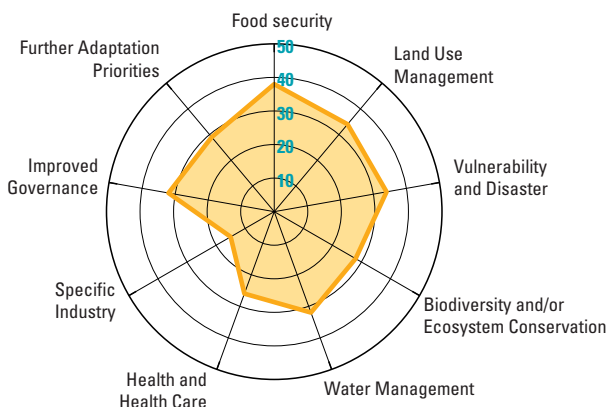 Food security
50
40
30
20
10
Land Use
Management
Vulnerability
and Disaster
Biodiversity and/or
Ecosystem Conservation
Water Management
Health and
Health Care
Specific
Industry
Improved
Governance
Further Adaptation
Priorities